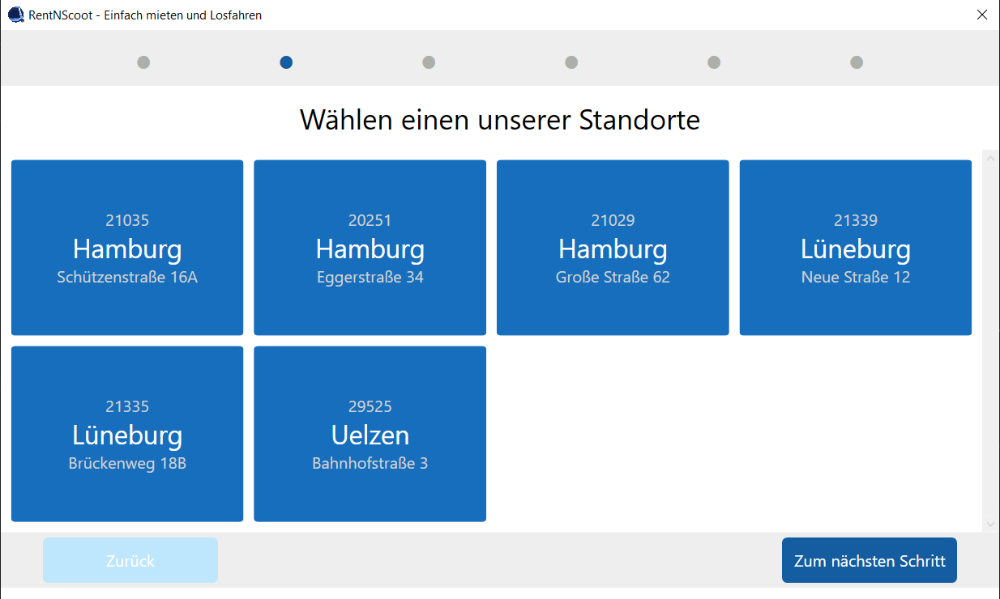 RentNScoot - Einfach mieten und Losfahren
Wählen einen unserer Standorte
21035
Hamburg
Schützenstraße 16A
20251
Hamburg
Eggerstraße 34
21029
Hamburg
Große Straße 62
21339
Lüneburg
Neue Straße 12
21335
Lüneburg
Brückenweg 18B
29525
Uelzen
Bahnhofstraße 3
Zurück
Zum nächsten Schritt